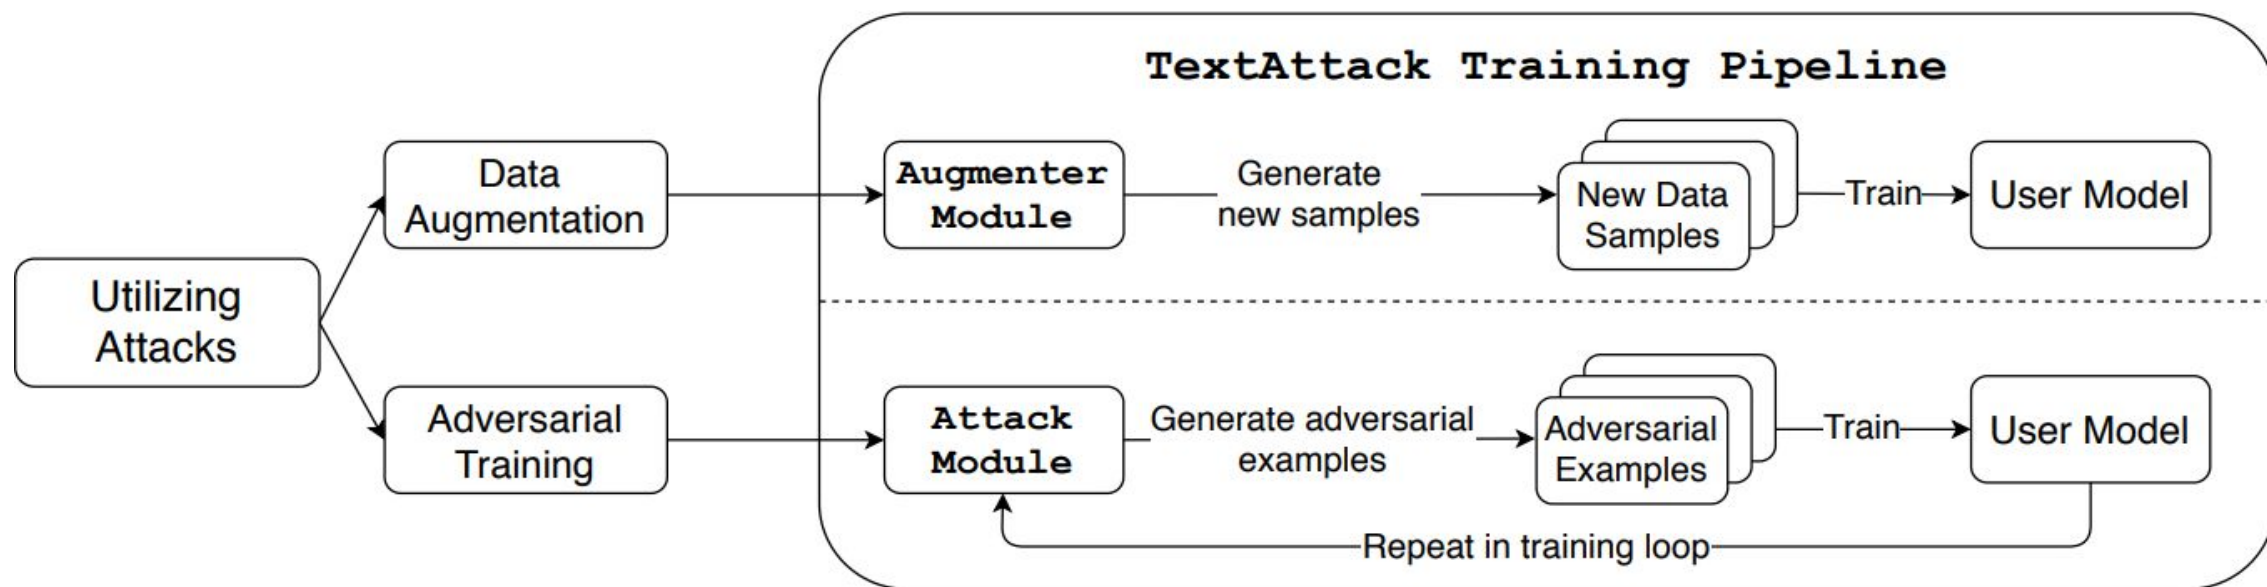 TextAttack Training Pipeline
Utilizing
Attacks
Data
Augmentation
Augmenter
Module
Generate
new samples
New Data
Samples
Train
User Model
Adversarial
Training
Attack
Module
Generate adversarial
examples
Adversarial
Examples
Train
User Model
Repeat in training loop